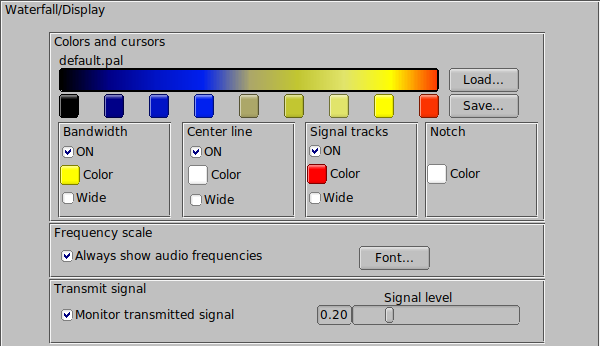 Waterfall/Display
Colors and cursors
default.pal
Load...
Save...
Bandwidth
ON
Color
Wide
Center line
ON
Color
Wide
Signal tracks
ON
Color
Wide
Notch
Color
Frequency scale
Always show audio frequencies
Font...
Transmit signal
Monitor transmitted signal
Signal level
0.20